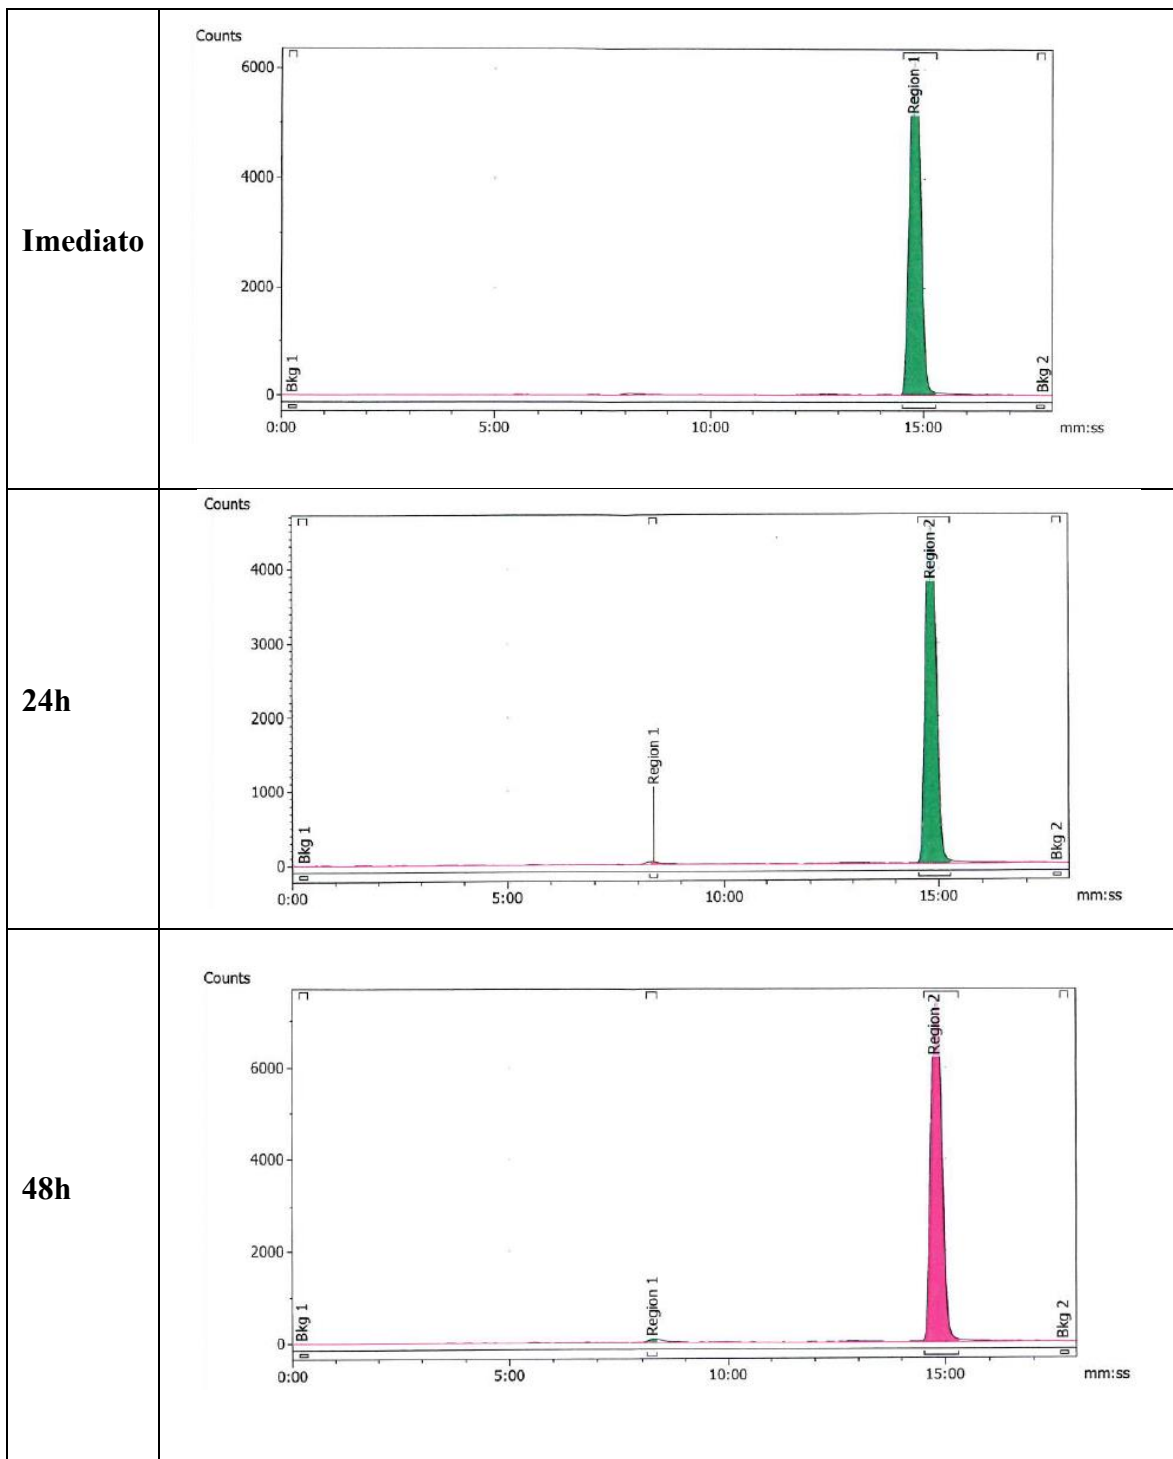 Imediato
Counts
6000
4000
2000
0
Bkg 1
Region 1
Bkg 2
0:00 5:00 10:00 15:00 mm:ss
24h
Counts
4000
3000
2000
1000
0
Bkg 1
Region 1
Region 2
Bkg 2
0:00 5:00 10:00 15:00 mm:ss
48h
Counts
6000
4000
2000
0
Bkg 1
Region 1
Region 2
Bkg 2
0:00 5:00 10:00 15:00 mm:ss